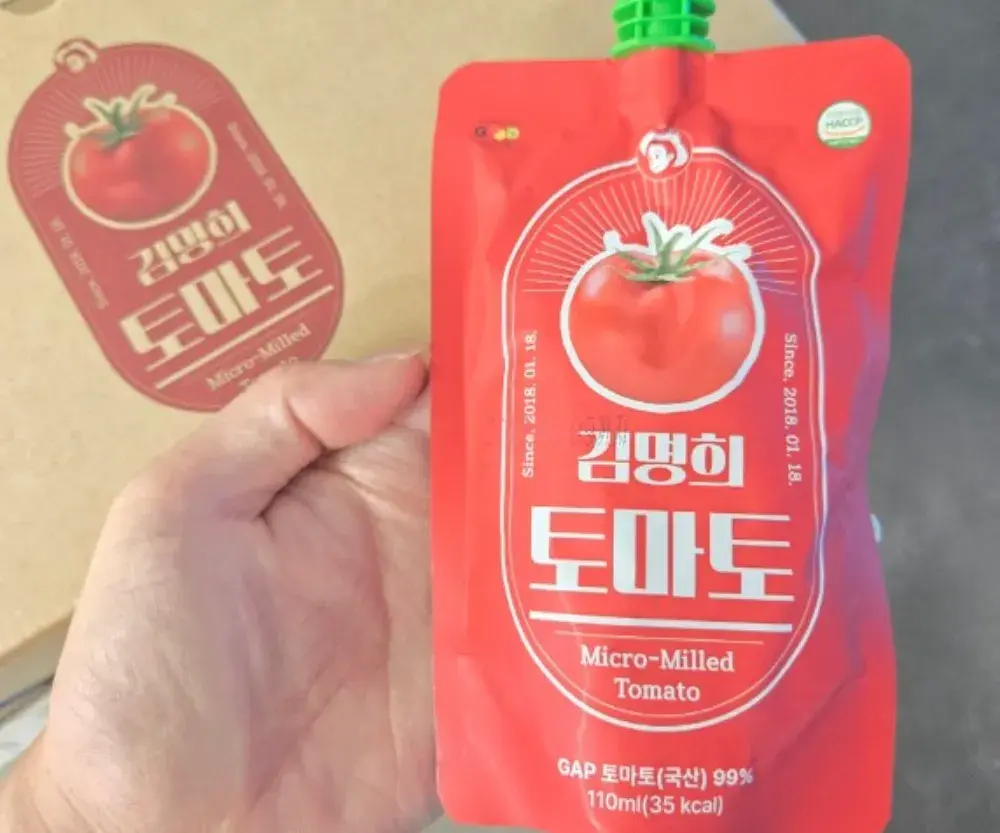 김명희
토마토
Micro-Milled
HACCP
Since. 2018. 01. 18.
Since. 2018. 01. 18.
김명희
토마토
Micro-Milled
Tomato
GAP 토마토(국산) 99%
110ml(35 kcal)